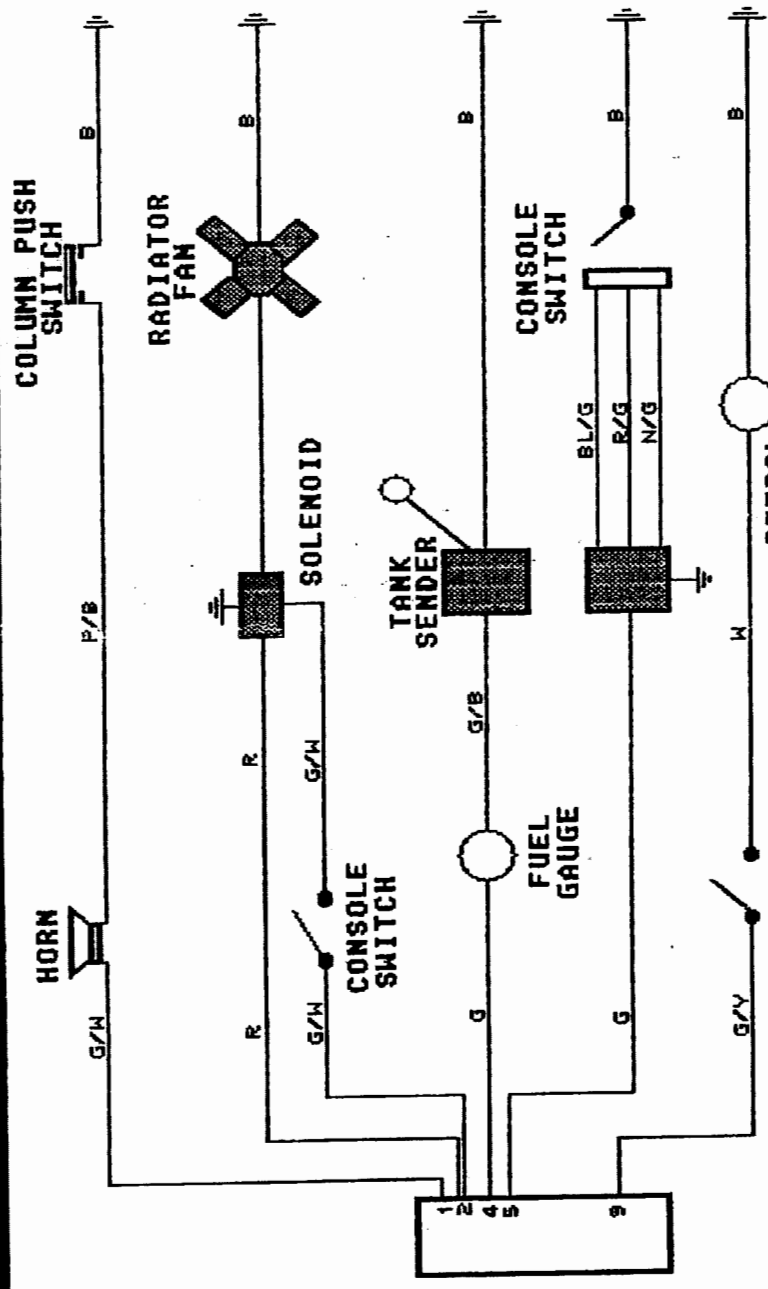 COLUMN PUSH
SWITCH
B
P/B
HORN
G/W
RADIATOR
FAN
B
SOLENOID
R
R
G/W
CONSOLE
SWITCH
G/W
B
TANK
SENDER
G/B
FUEL
GAUGE
G
B
CONSOLE
SWITCH
BL/G
R/G
N/G
G
B
W
G/Y
1
2
4
5
9